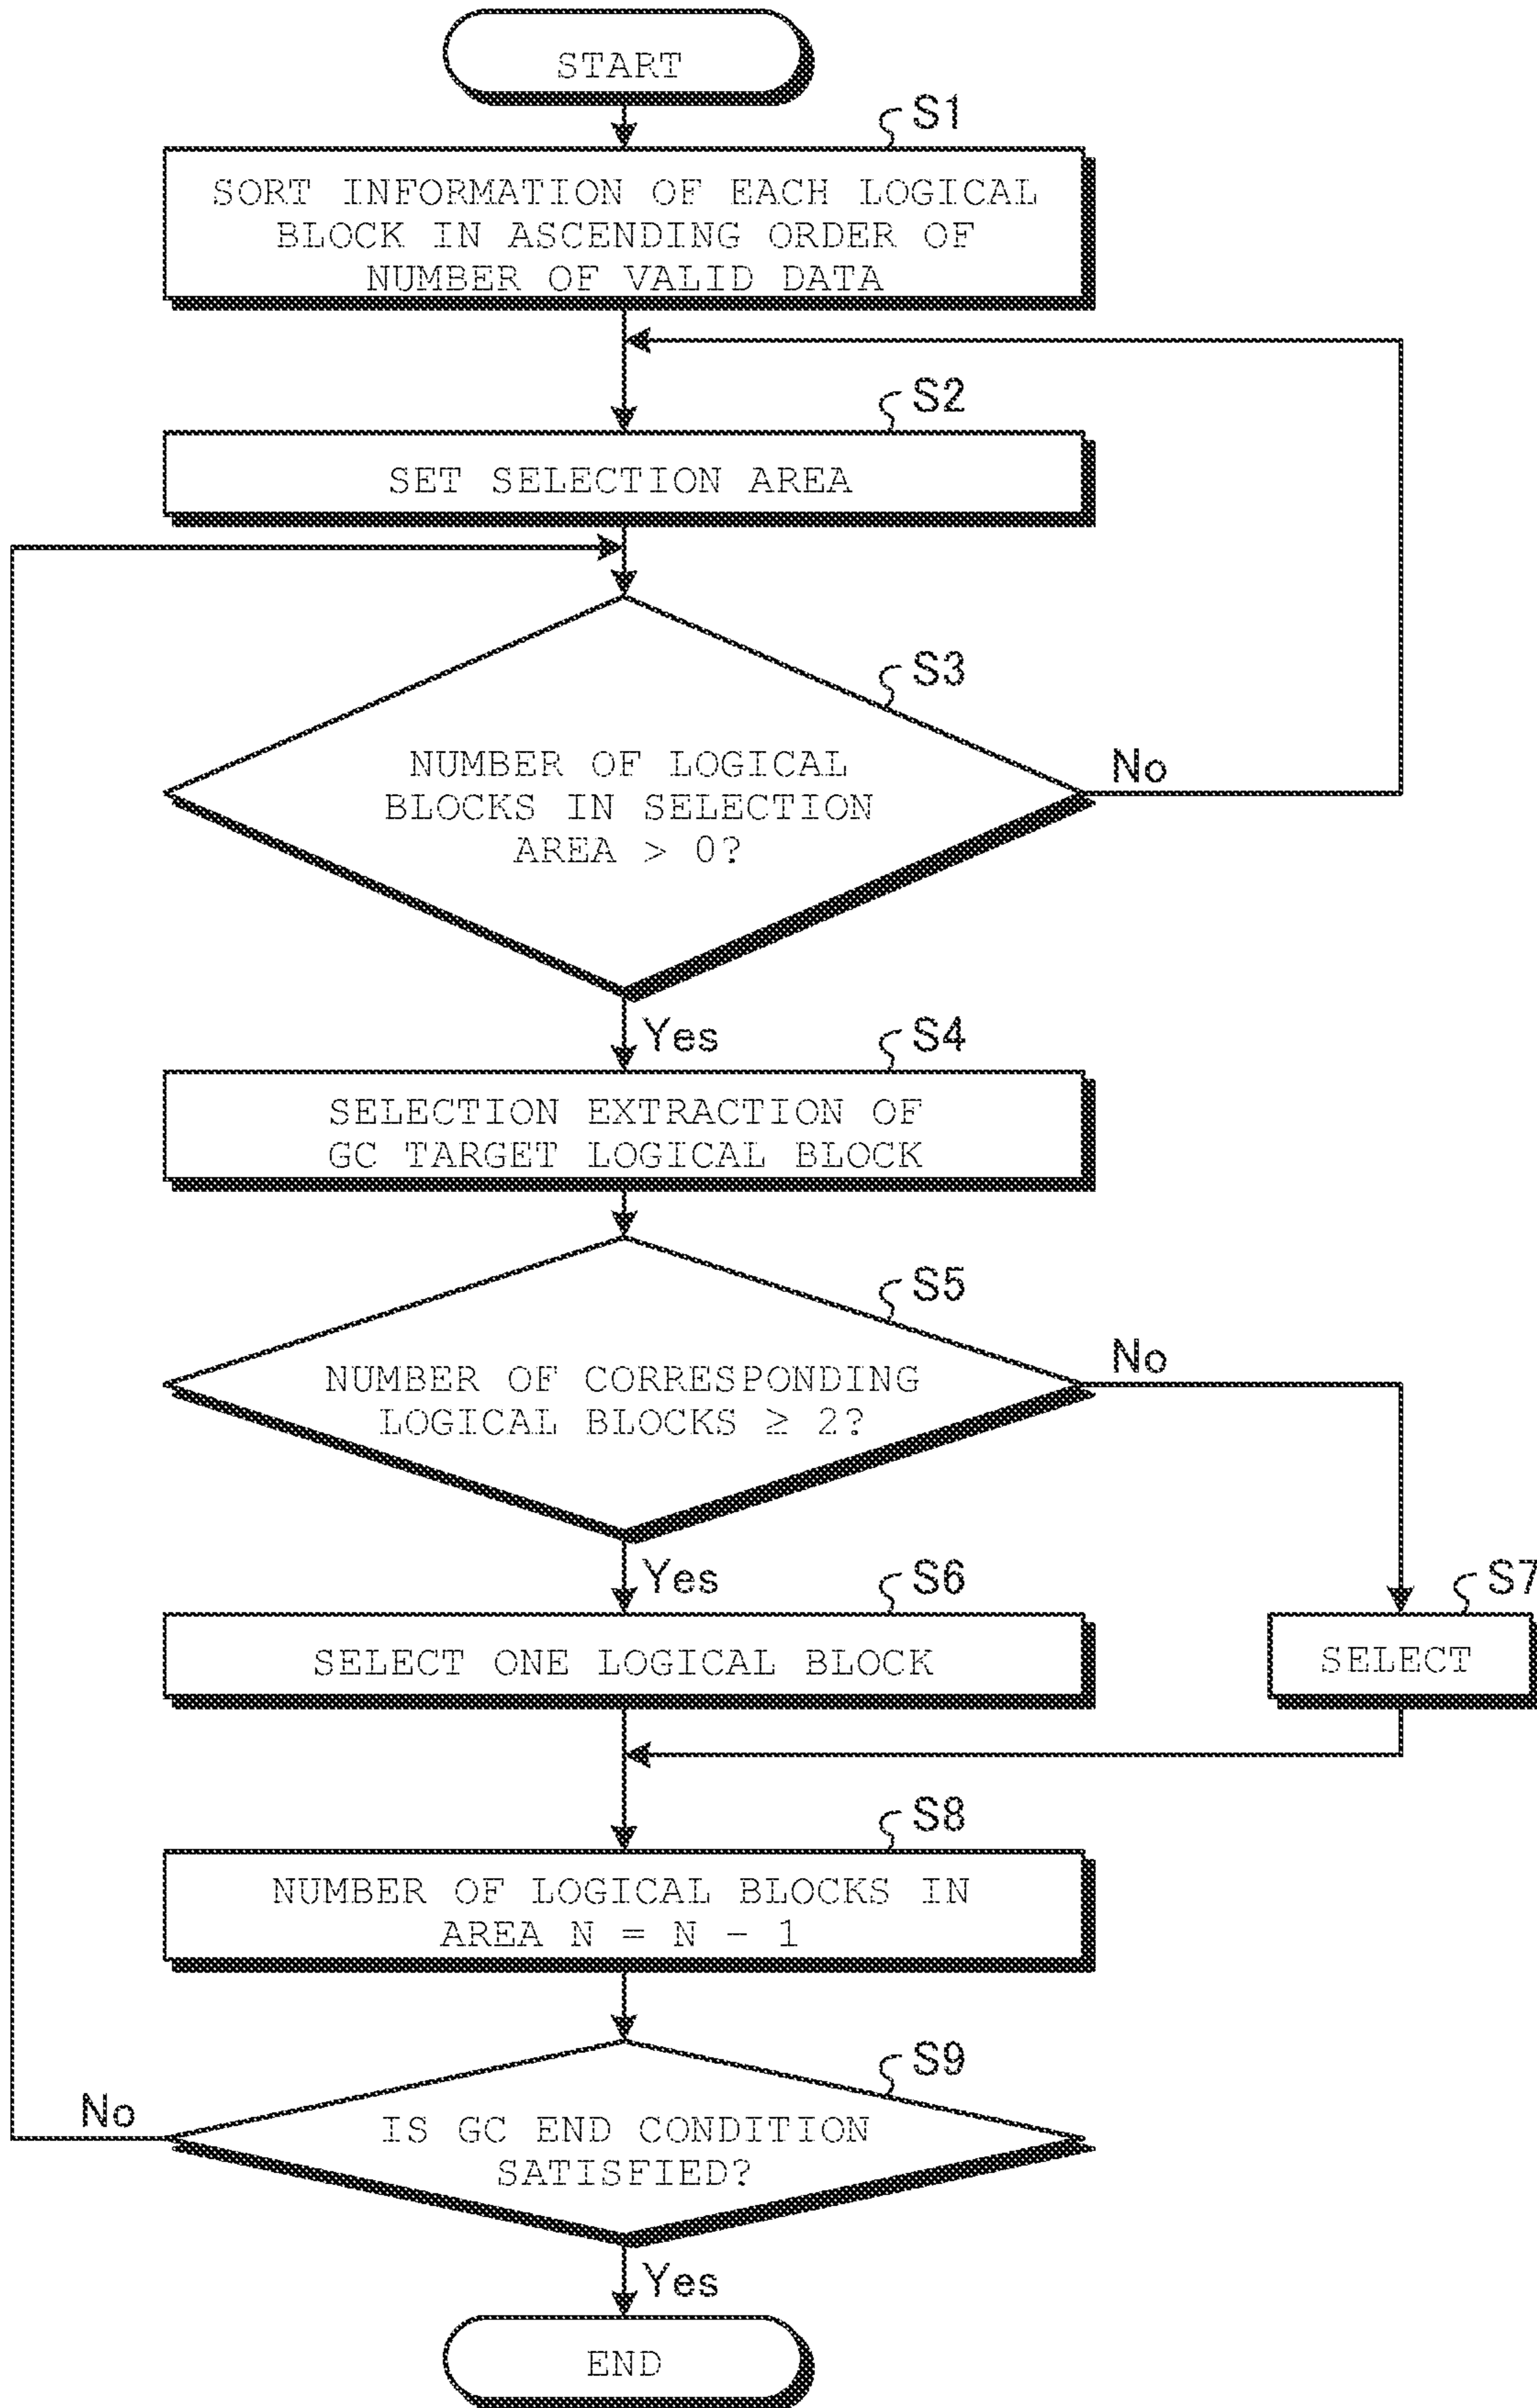 START
S1
SORT INFORMATION OF EACH LOGICAL
BLOCK IN ASCENDING ORDER OF
NUMBER OF VALID DATA
S2
SET SELECTION AREA
S3
NUMBER OF LOGICAL
BLOCKS IN SELECTION
AREA > 0?
No
Yes
S4
SELECTION EXTRACTION OF
GC TARGET LOGICAL BLOCK
S5
NUMBER OF CORRESPONDING
LOGICAL BLOCKS ≥ 2?
No
Yes
S6
SELECT ONE LOGICAL BLOCK
S7
SELECT
S8
NUMBER OF LOGICAL BLOCKS IN
AREA N = N - 1
S9
IS GC END CONDITION
SATISFIED?
No
Yes
END